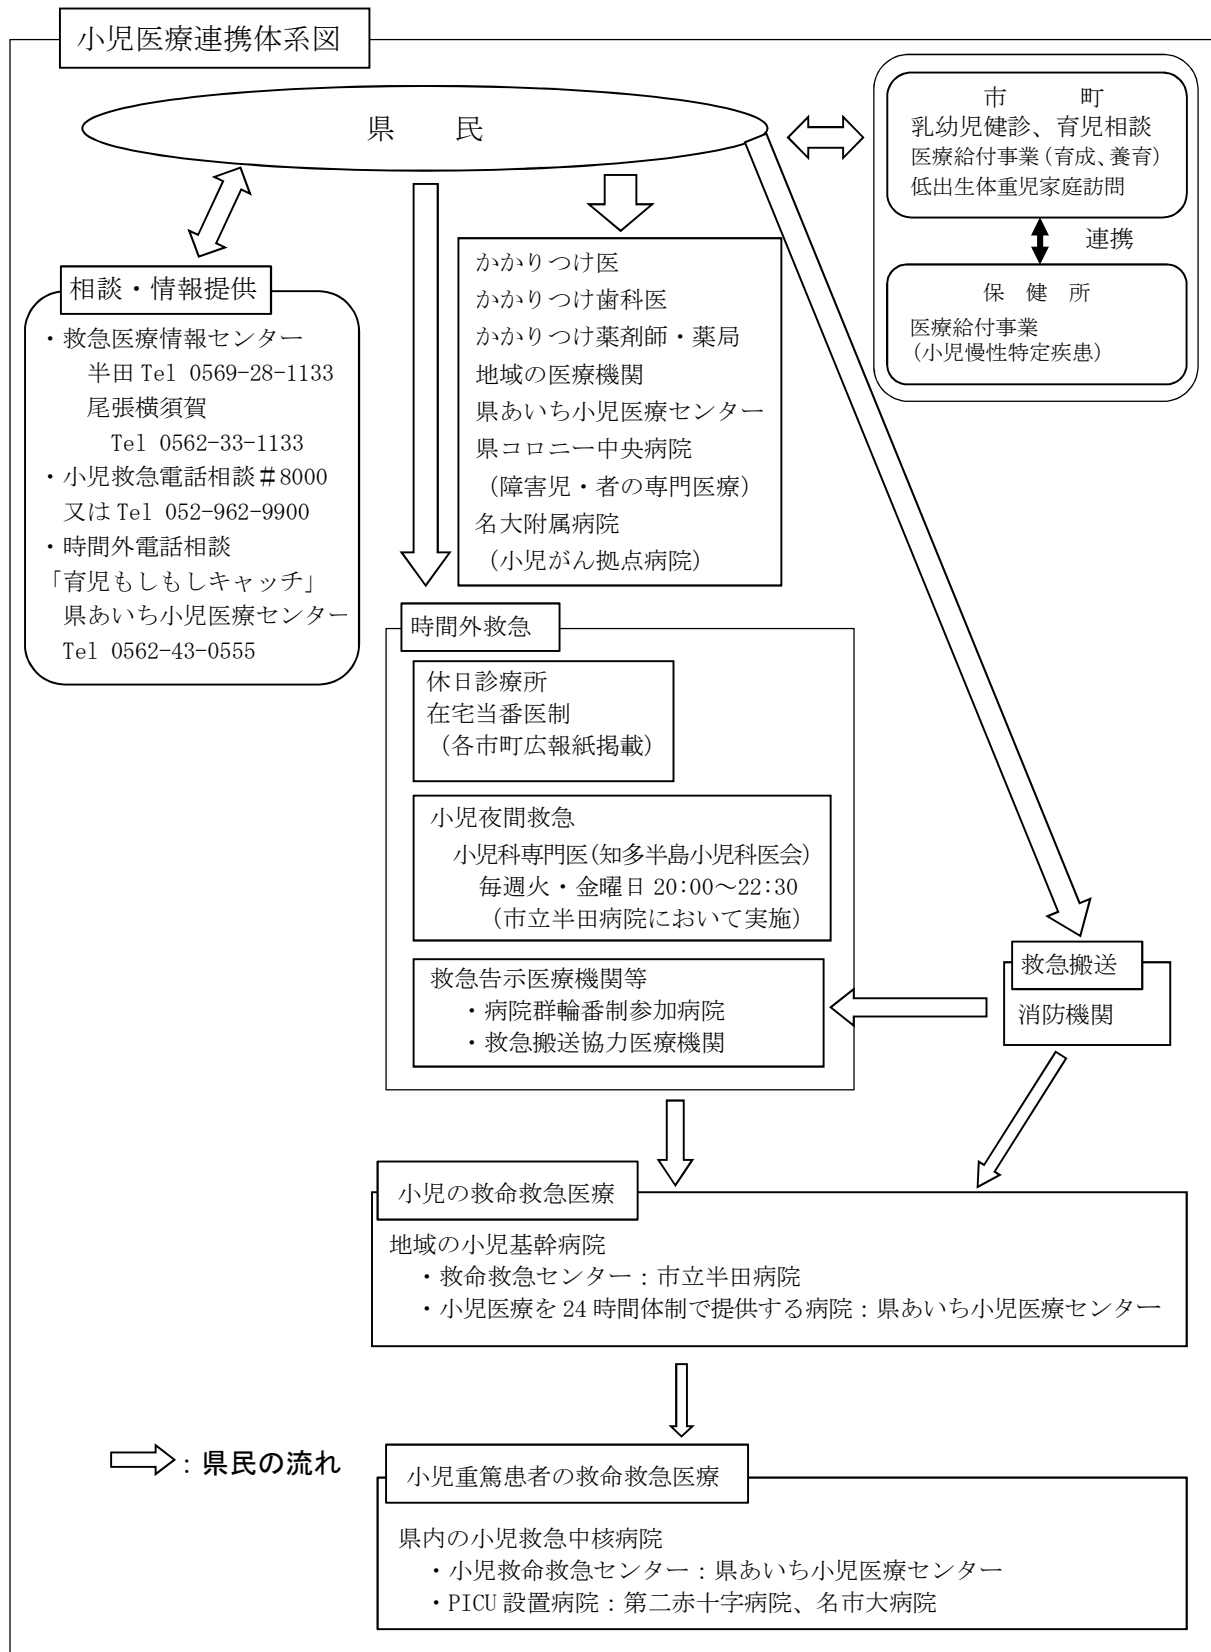 小児医療連携体系図
県　　民
市　　　町
乳幼児健診、育児相談
医療給付事業（育成、養育）
低出生体重児家庭訪問
連携
保　健　所
医療給付事業
（小児慢性特定疾患）
相談・情報提供
・救急医療情報センター
半田 Tel 0569-28-1133
尾張横須賀
Tel 0562-33-1133
・小児救急電話相談＃8000
又は Tel 052-962-9900
・時間外電話相談
「育児もしもしキャッチ」
県あいち小児医療センター
Tel 0562-43-0555
かかりつけ医
かかりつけ歯科医
かかりつけ薬剤師・薬局
地域の医療機関
県あいち小児医療センター
県コロニー中央病院
（障害児・者の専門医療）
名大附属病院
（小児がん拠点病院）
時間外救急
休日診療所
在宅当番医制
（各市町広報紙掲載）
小児夜間救急
小児科専門医（知多半島小児科医会）
毎週火・金曜日 20:00～22:30
（市立半田病院において実施）
救急告示医療機関等
・病院群輪番制参加病院
・救急搬送協力医療機関
救急搬送
消防機関
小児の救命救急医療
地域の小児基幹病院
・救命救急センター：市立半田病院
・小児医療を 24 時間体制で提供する病院：県あいち小児医療センター
：県民の流れ
小児重篤患者の救命救急医療
県内の小児救急中核病院
・小児救命救急センター：県あいち小児医療センター
・PICU 設置病院：第二赤十字病院、名市大病院